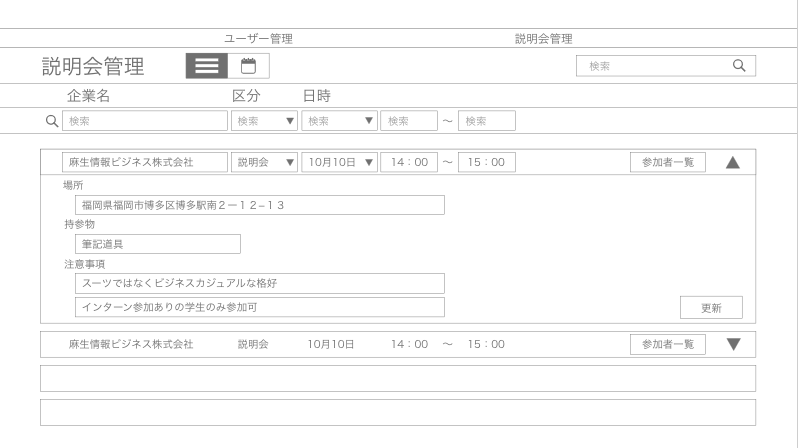 ユーザー管理 説明会管理
説明会管理 検索
企業名 区分 日時
検索 検索 ▼ 検索 ▼ 検索 ～ 検索
麻生情報ビジネス株式会社 説明会 ▼ 10月10日 ▼ 14：00 ～ 15：00 参加者一覧 ▲
場所
福岡県福岡市博多区博多駅南２ー１２−１３
持参物
筆記道具
注意事項
スーツではなくビジネスカジュアルな格好
インターン参加ありの学生のみ参加可
更新
麻生情報ビジネス株式会社 説明会 10月10日 14：00 ～ 15：00 参加者一覧 ▼